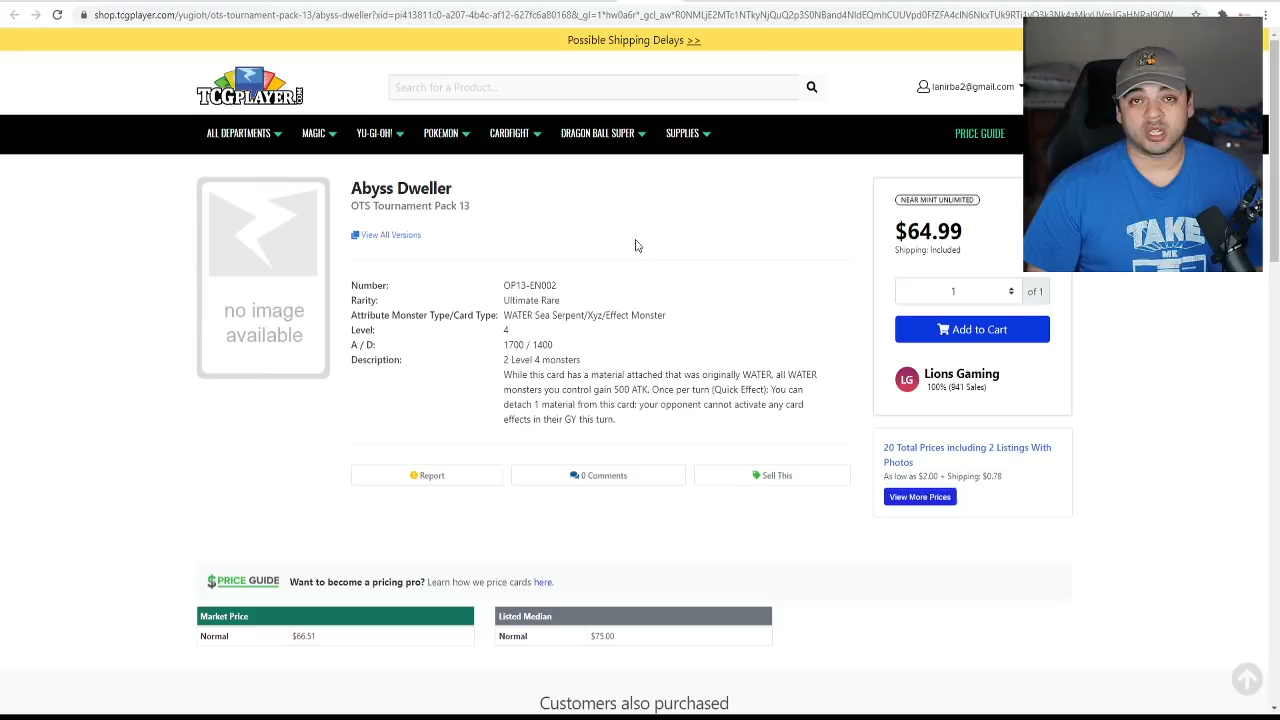 Possible Shipping Delays >>
TCGPLAYER.COM
Search for a Product...
lanirba2@gmail.com
ALL DEPARTMENTS MAGIC YU-GI-OH! POKEMON CARDFIGHT DRAGON BALL SUPER SUPPLIES PRICE GUIDE
no image
available
Abyss Dweller
OTS Tournament Pack 13
View All Versions
Number: OP13-EN002
Rarity: Ultimate Rare
Attribute Monster Type/Card Type: WATER Sea Serpent/Xyz/Effect Monster
Level: 4
A / D: 1700 / 1400
Description: 2 Level 4 monsters
While this card has a material attached that was originally WATER, all WATER
monsters you control gain 500 ATK. Once per turn (Quick Effect): You can
detach 1 material from this card; your opponent cannot activate any card
effects in their GY this turn.
Report
0 Comments
Sell This
NEAR MINT UNLIMITED
$64.99
Shipping: Included
1 of 1
Add to Cart
LG
Lions Gaming
100% (941 Sales)
20 Total Prices including 2 Listings With
Photos
As low as $2.00 + Shipping: $0.78
View More Prices
TAKE
ME
$PRICE GUIDE Want to become a pricing pro? Learn how we price cards here.
Market Price
Normal $66.51
Listed Median
Normal $75.00
Customers also purchased